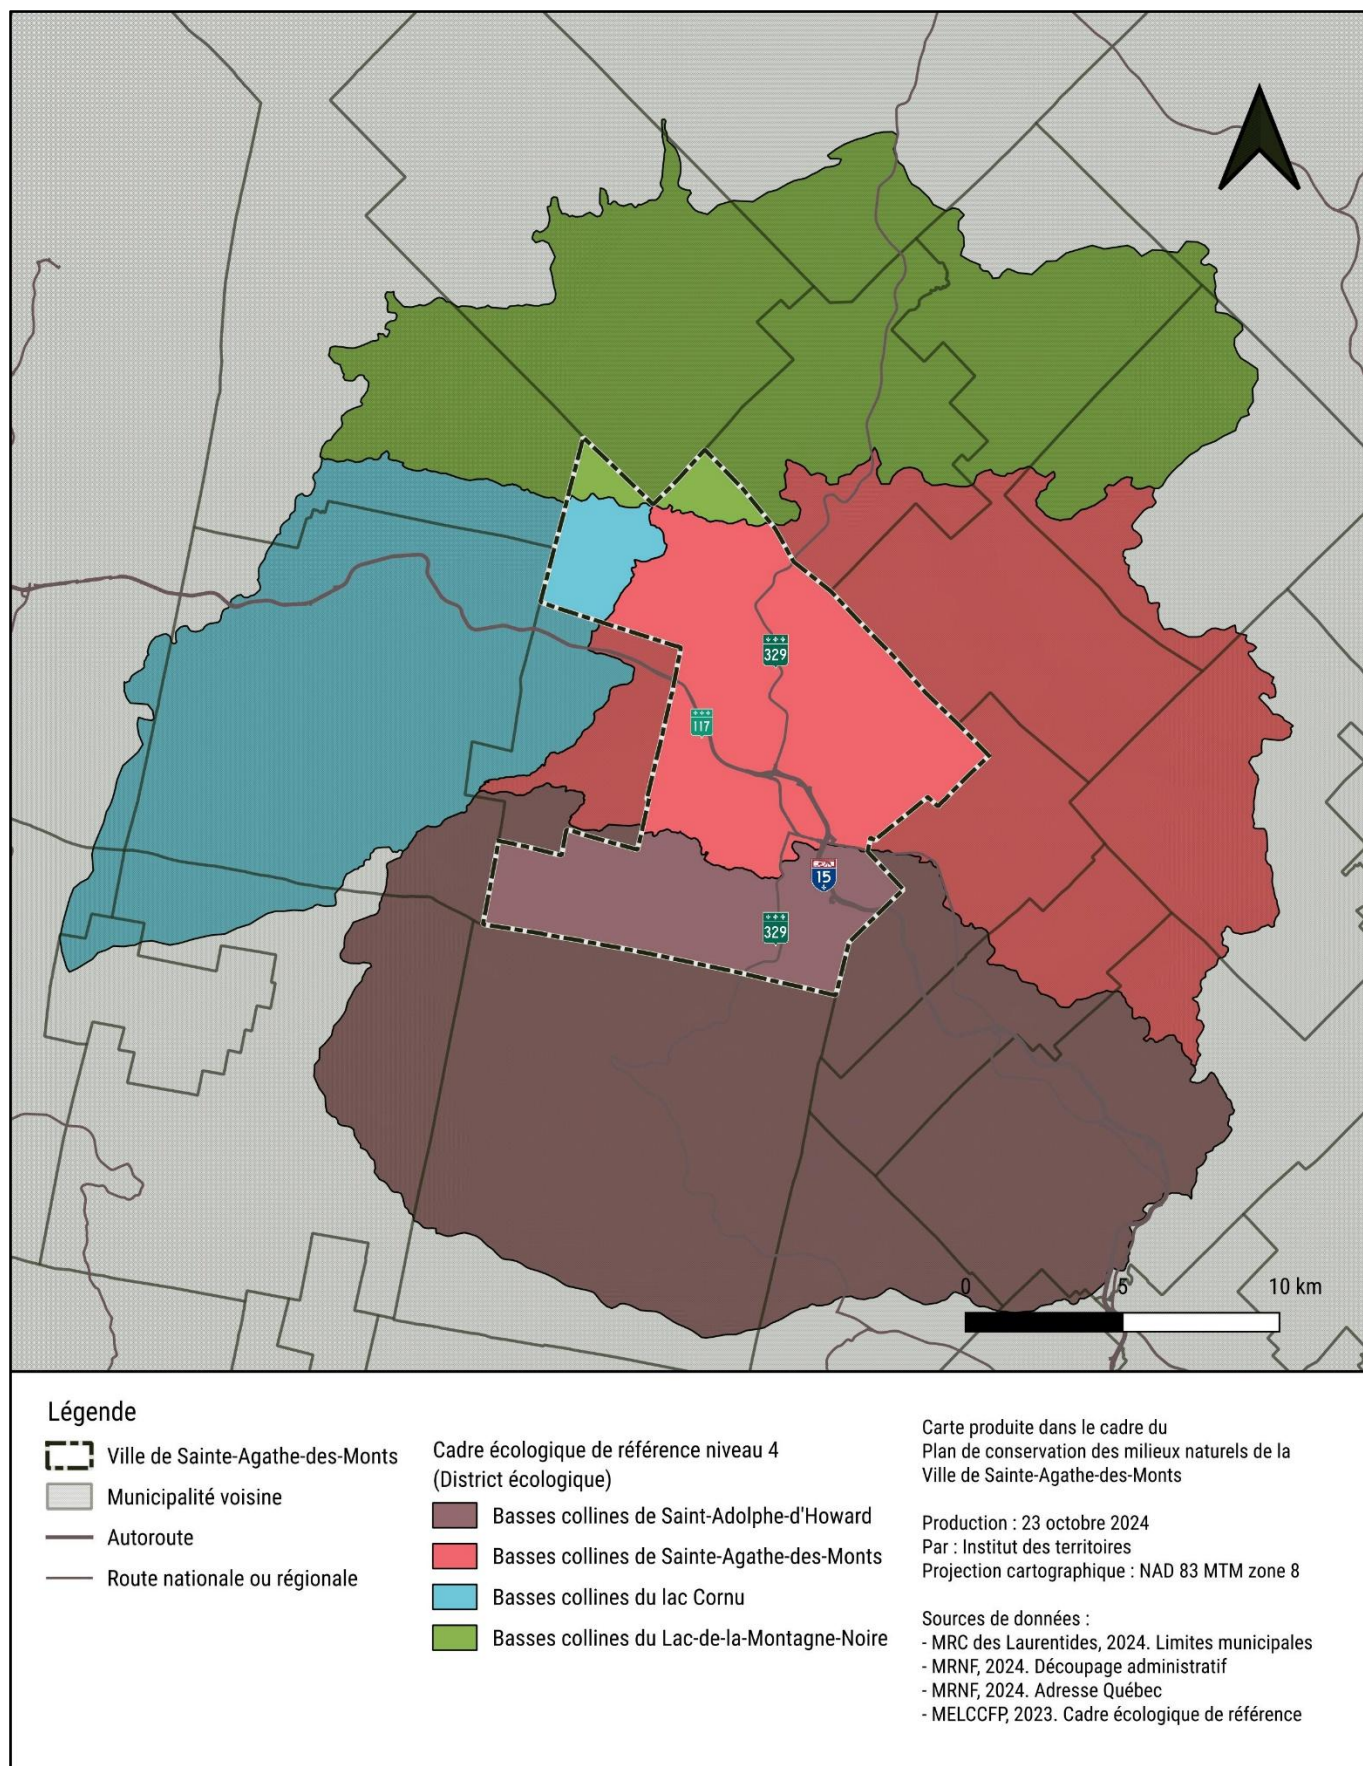 329
117
15
329
0 5 10 km
Légende
Ville de Sainte-Agathe-des-Monts
Municipalité voisine
Autoroute
Route nationale ou régionale
Cadre écologique de référence niveau 4
(District écologique)
Basses collines de Saint-Adolphe-d'Howard
Basses collines de Sainte-Agathe-des-Monts
Basses collines du lac Cornu
Basses collines du Lac-de-la-Montagne-Noire
Carte produite dans le cadre du
Plan de conservation des milieux naturels de la
Ville de Sainte-Agathe-des-Monts
Production : 23 octobre 2024
Par : Institut des territoires
Projection cartographique : NAD 83 MTM zone 8
Sources de données :
- MRC des Laurentides, 2024. Limites municipales
- MRNF, 2024. Découpage administratif
- MRNF, 2024. Adresse Québec
- MELCCFP, 2023. Cadre écologique de référence